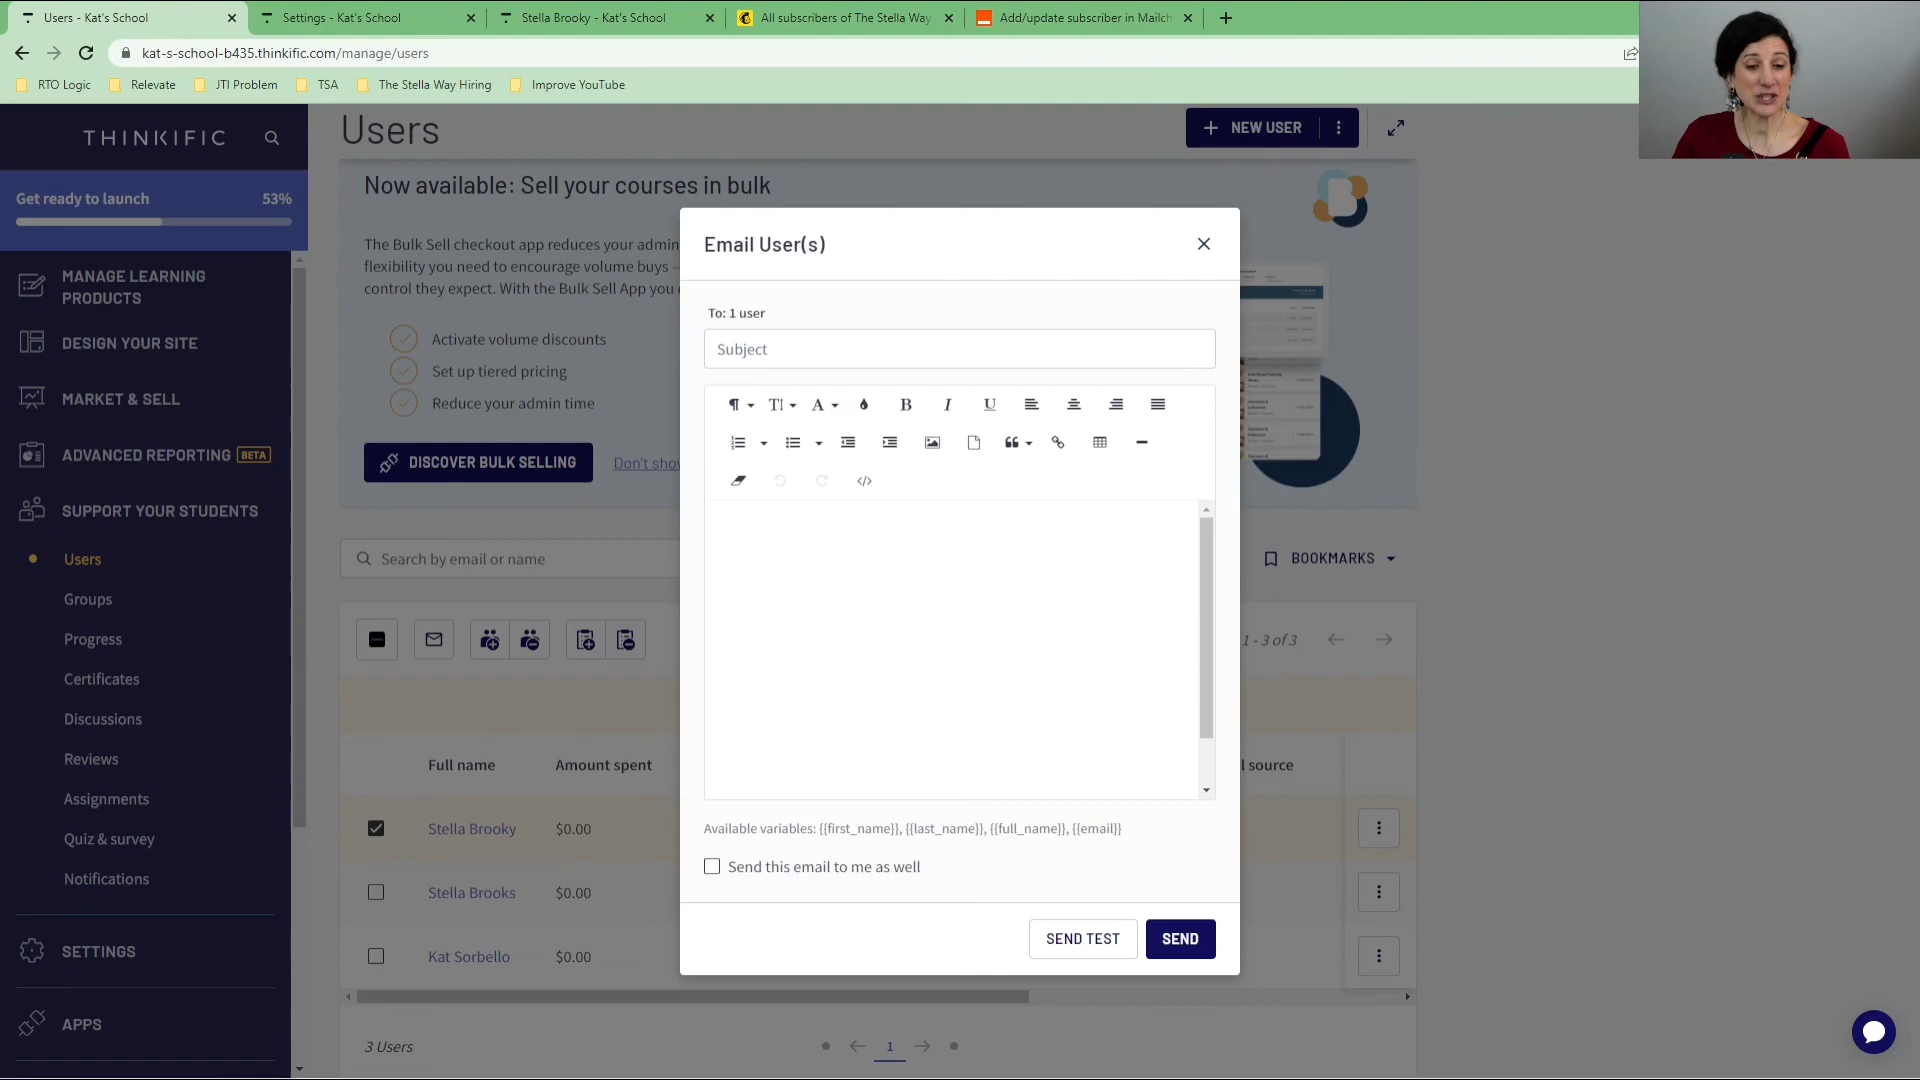 Users - Kat's School
Settings - Kat's School
Stella Brooky - Kat's School
All subscribers of The Stella Way
Add/update subscriber in Mailch
kat-s-school-b435.thinkific.com/manage/users
RTO Logic
Relevate
JTI Problem
TSA
The Stella Way Hiring
Improve YouTube
THINKIFIC
Get ready to launch
53%
MANAGE LEARNING
PRODUCTS
DESIGN YOUR SITE
MARKET & SELL
ADVANCED REPORTING BETA
SUPPORT YOUR STUDENTS
Users
Groups
Progress
Certificates
Discussions
Reviews
Assignments
Quiz & survey
Notifications
SETTINGS
APPS
Users
NEW USER
Now available: Sell your courses in bulk
The Bulk Sell checkout app reduces your admin
flexibility you need to encourage volume buys –
control they expect. With the Bulk Sell App you
Activate volume discounts
Set up tiered pricing
Reduce your admin time
DISCOVER BULK SELLING
Don't show
Search by email or name
BOOKMARKS
1 - 3 of 3
Full name
Amount spent
l source
Stella Brooky
$0.00
Stella Brooks
$0.00
Kat Sorbello
$0.00
3 Users
1
Email User(s)
To: 1 user
Subject
Available variables: {{first_name}}, {{last_name}}, {{full_name}}, {{email}}
Send this email to me as well
SEND TEST
SEND